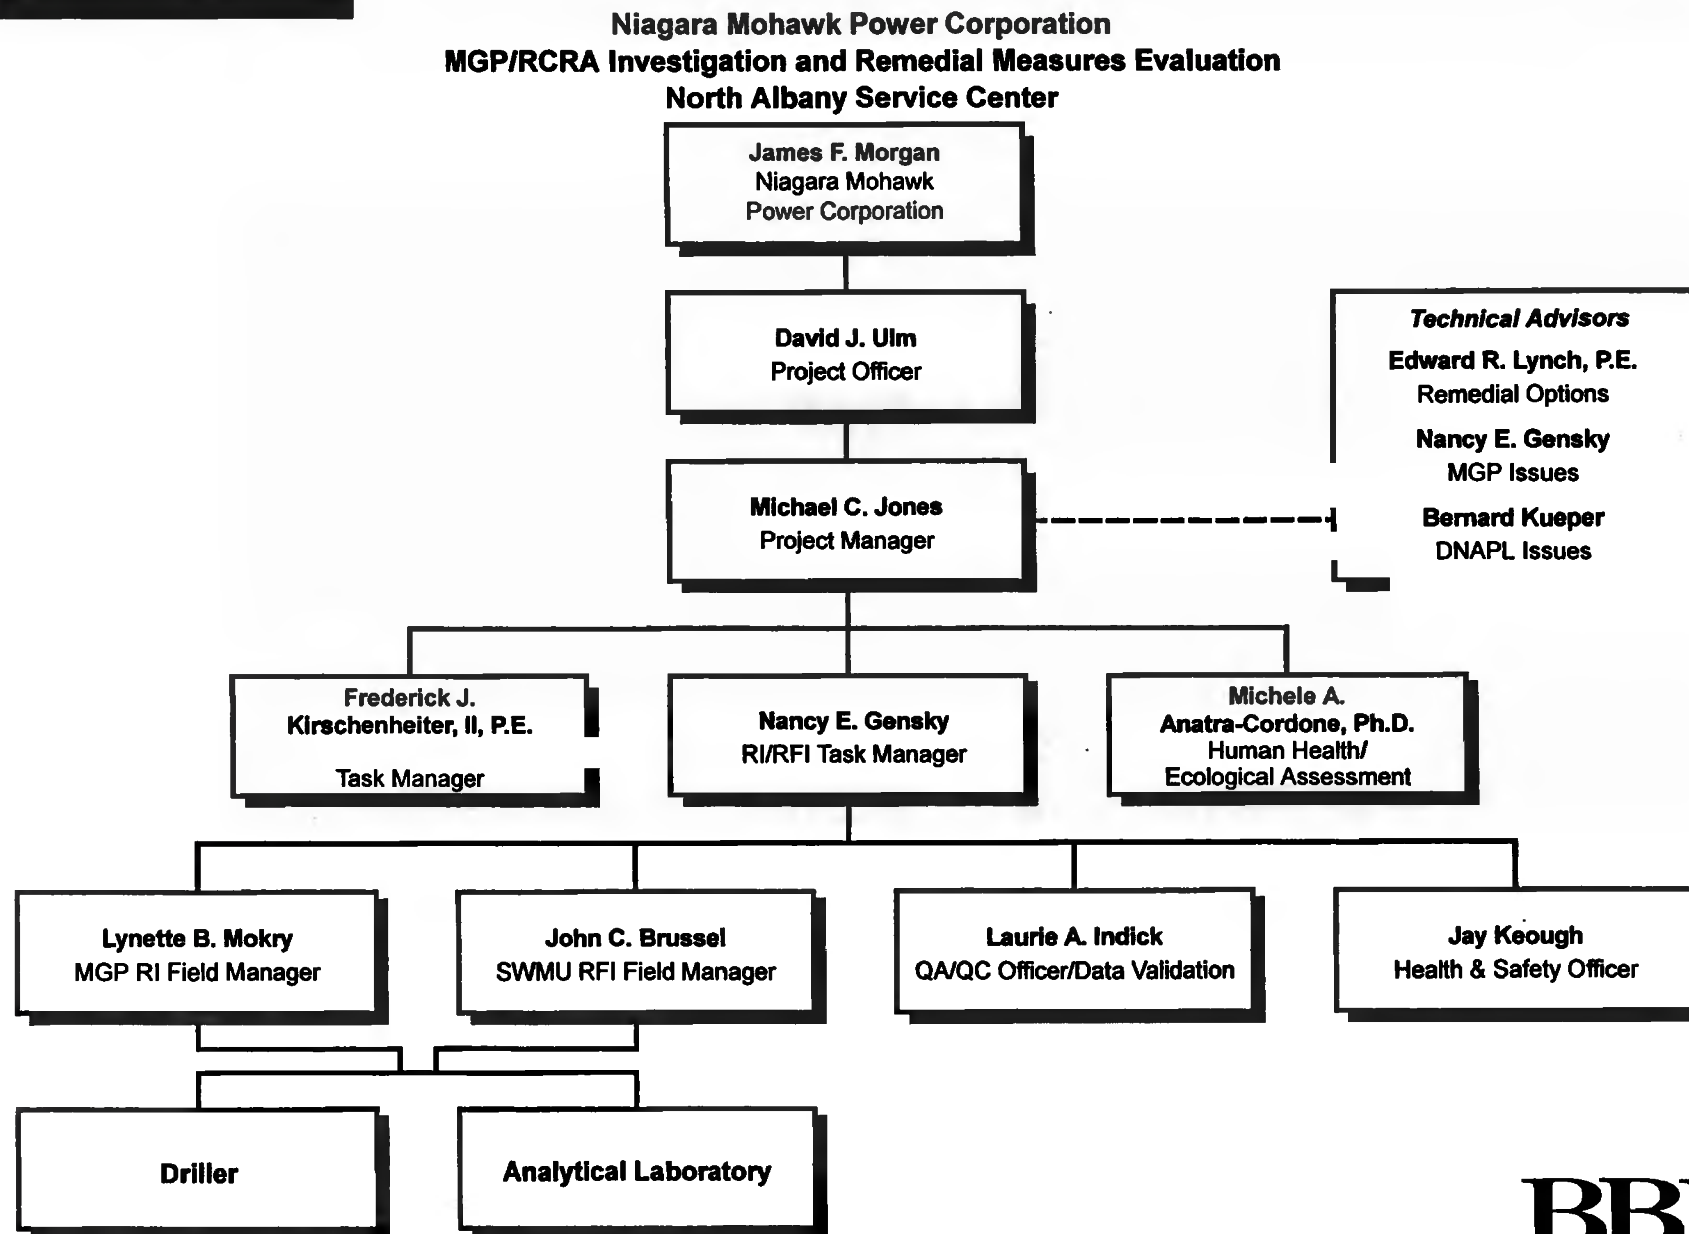 Niagara Mohawk Power Corporation
MGP/RCRA Investigation and Remedial Measures Evaluation
North Albany Service Center
James F. Morgan
Niagara Mohawk
Power Corporation
David J. Ulm
Project Officer
Technical Advisors
Edward R. Lynch, P.E.
Remedial Options
Nancy E. Gensky
MGP Issues
Bernard Kueper
DNAPL Issues
Michael C. Jones
Project Manager
Frederick J.
Kirschenheiter, II, P.E.
Task Manager
Nancy E. Gensky
RI/RFI Task Manager
Michele A.
Anatra-Cordone, Ph.D.
Human Health/
Ecological Assessment
Lynette B. Mokry
MGP RI Field Manager
John C. Brussel
SWMU RFI Field Manager
Laurie A. Indick
QA/QC Officer/Data Validation
Jay Keough
Health & Safety Officer
Driller
Analytical Laboratory